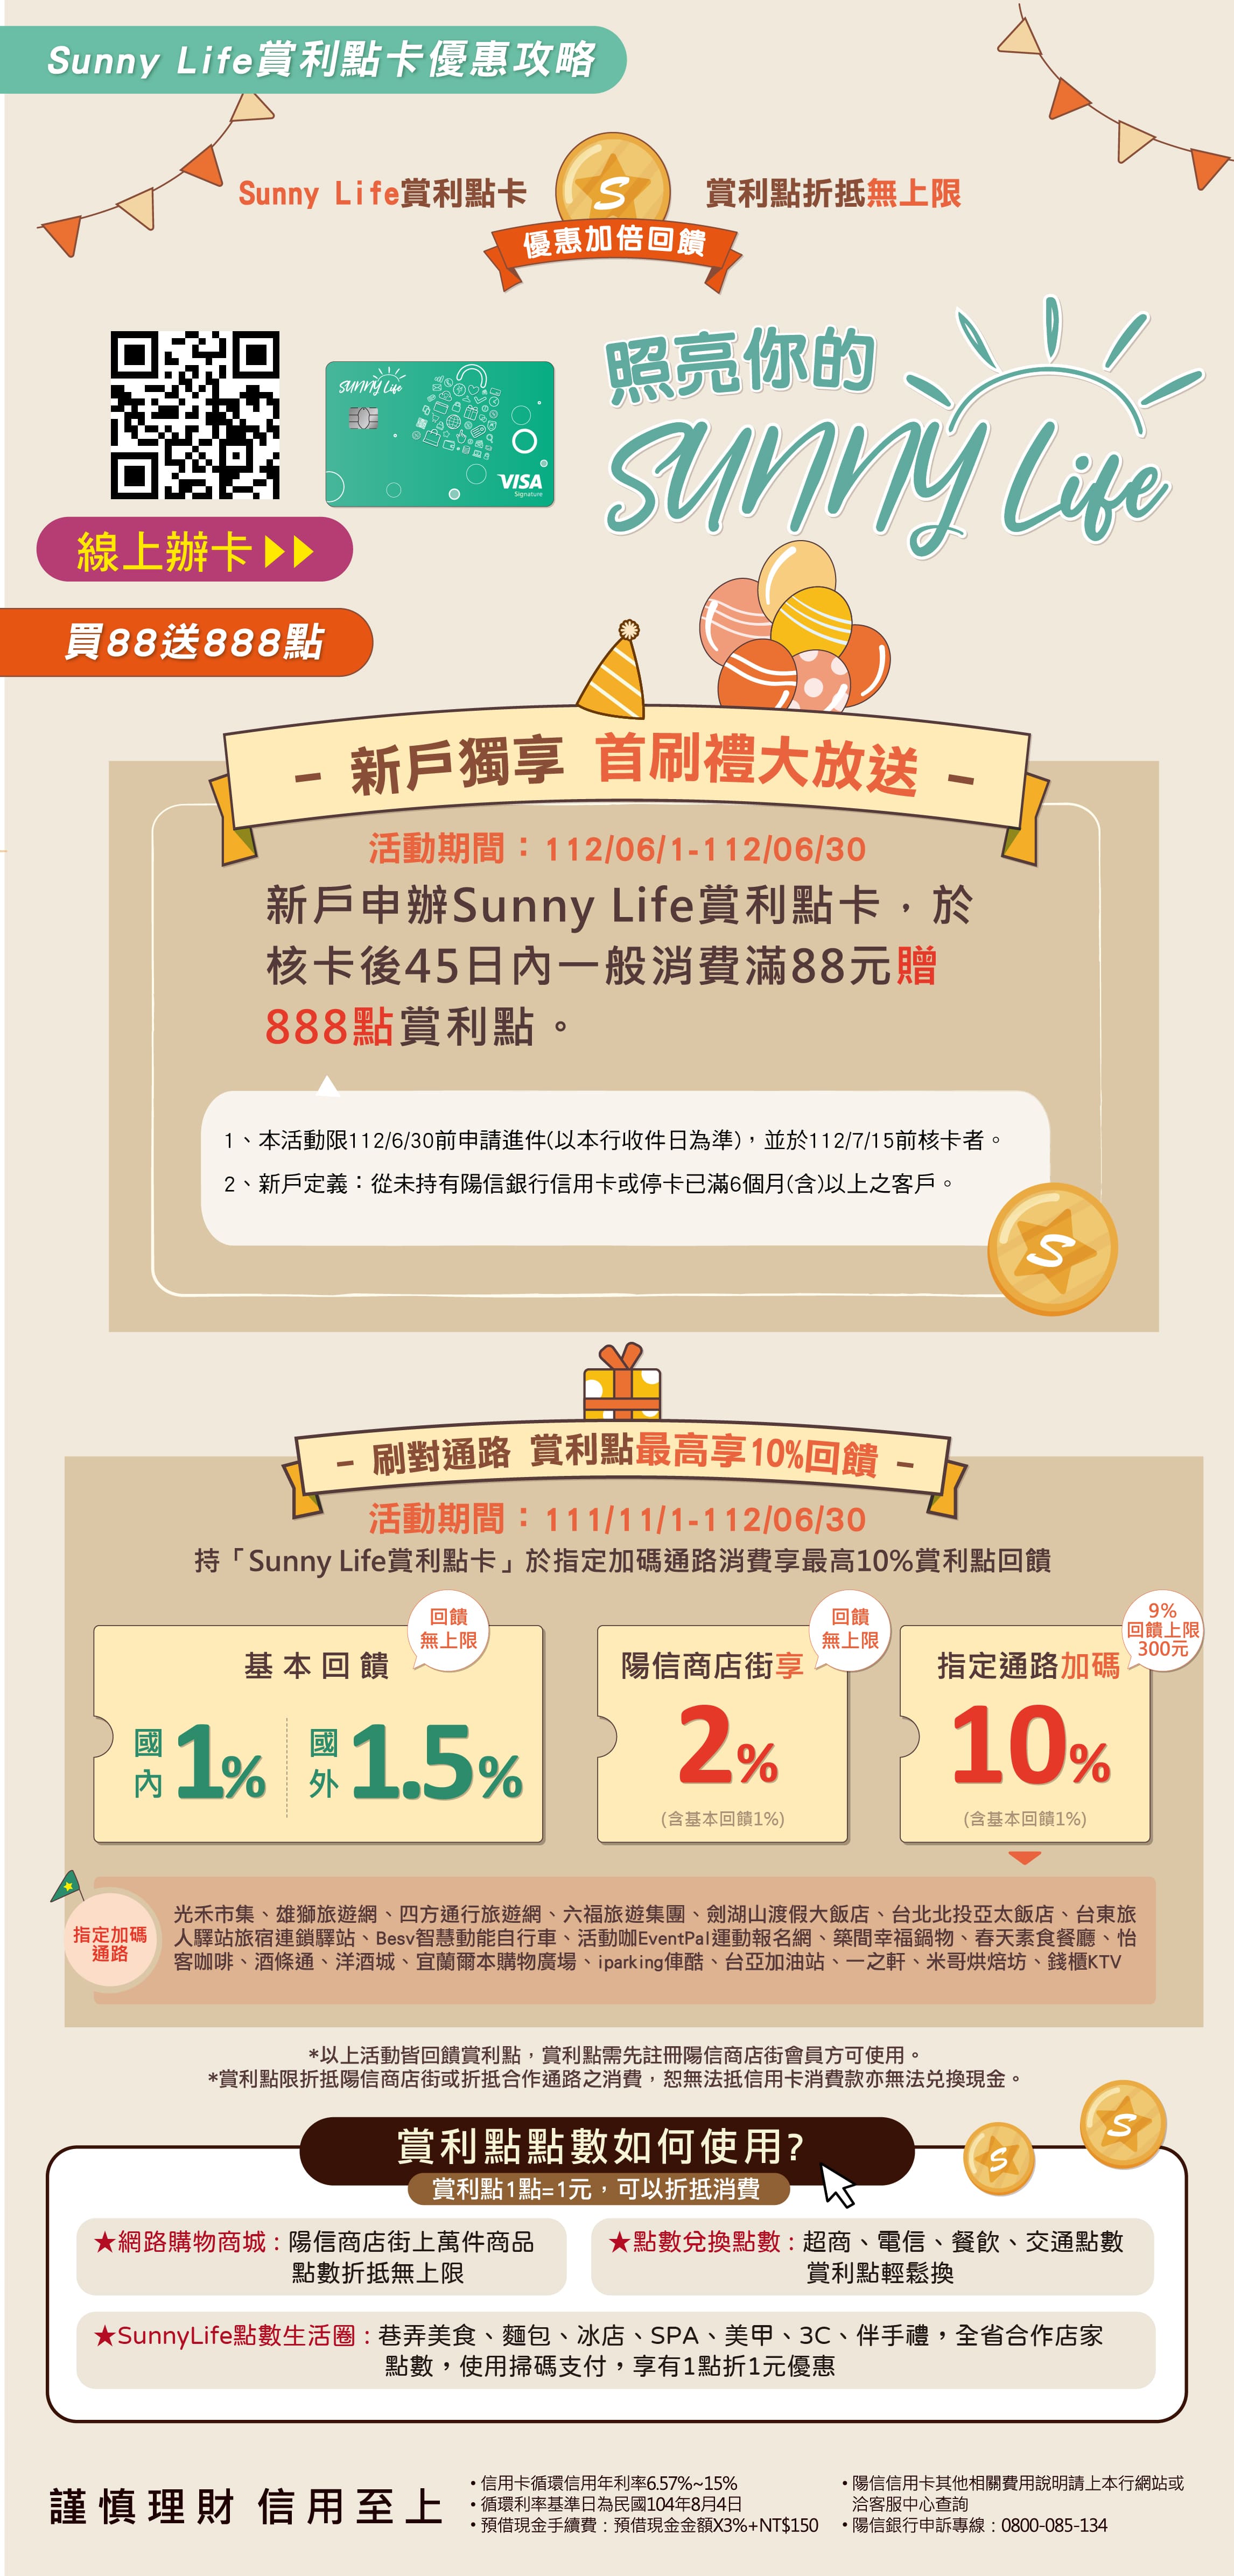 Sunny Life賞利點卡優惠攻略
Sunny Life賞利點卡
S
賞利點折抵無上限
優惠加倍回饋
照亮你的
SUNNY Life
SUNNY Life
VISA
Signature
線上辦卡
買88送888點
– 新戶獨享 首刷禮大放送 –
活動期間：112/06/1-112/06/30
新戶申辦Sunny Life賞利點卡，於
核卡後45日內一般消費滿88元贈
888點賞利點。
1、本活動限112/6/30前申請進件(以本行收件日為準)，並於112/7/15前核卡者。
2、新戶定義：從未持有陽信銀行信用卡或停卡已滿6個月(含)以上之客戶。
S
– 刷對通路 賞利點最高享10%回饋 –
活動期間：111/11/1-112/06/30
持「Sunny Life賞利點卡」於指定加碼通路消費享最高10%賞利點回饋
基本回饋
回饋
無上限
國內 1%
國外 1.5%
陽信商店街享
回饋
無上限
2%
(含基本回饋1%)
指定通路加碼
9%
回饋上限
300元
10%
(含基本回饋1%)
指定加碼
通路
光禾市集、雄獅旅遊網、四方通行旅遊網、六福旅遊集團、劍湖山渡假大飯店、台北北投亞太飯店、台東旅
人驛站旅宿連鎖驛站、Besv智慧動能自行車、活動咖EventPal運動報名網、築間幸福鍋物、春天素食餐廳、怡
客咖啡、酒條通、洋酒城、宜蘭爾本購物廣場、iparking俥酷、台亞加油站、一之軒、米哥烘焙坊、錢櫃KTV
*以上活動皆回饋賞利點，賞利點需先註冊陽信商店街會員方可使用。
*賞利點限折抵陽信商店街或折抵合作通路之消費，恕無法抵信用卡消費款亦無法兌換現金。
賞利點點數如何使用?
賞利點1點=1元，可以折抵消費
S
S
★網路購物商城：陽信商店街上萬件商品
點數折抵無上限
★點數兌換點數：超商、電信、餐飲、交通點數
賞利點輕鬆換
★SunnyLife點數生活圈：巷弄美食、麵包、冰店、SPA、美甲、3C、伴手禮，全省合作店家
點數，使用掃碼支付，享有1點折1元優惠
謹慎理財 信用至上
•信用卡循環信用年利率6.57%~15%
•循環利率基準日為民國104年8月4日
•預借現金手續費：預借現金金額X3%+NT$150
•陽信信用卡其他相關費用說明請上本行網站或
洽客服中心查詢
•陽信銀行申訴專線：0800-085-134